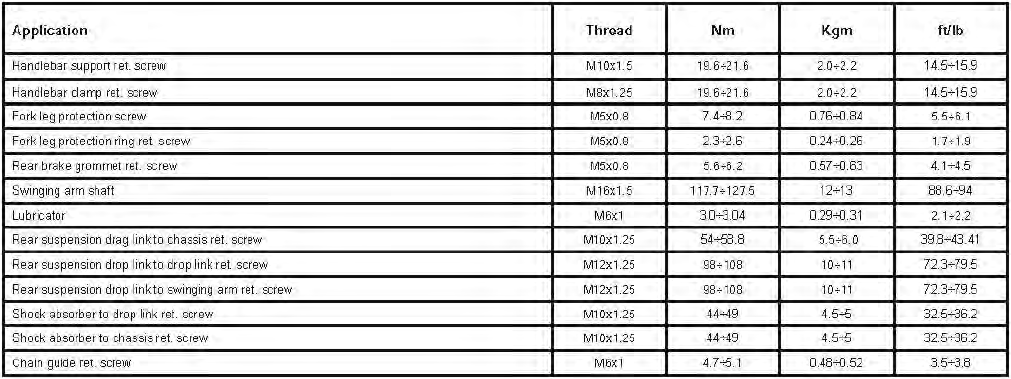 Application Thread Nm Kgm ft/lb
Handlebar support ret. screw M10x1.5 19.6÷21.6 2.0÷2.2 14.5÷15.9
Handlebar clamp ret. screw M8x1.25 19.6÷21.6 2.0÷2.2 14.5÷15.9
Fork leg protection screw M5x0.8 7.4÷8.2 0.76÷0.84 5.5÷6.1
Fork leg protection ring ret. screw M5x0.8 2.3÷2.6 0.24÷0.26 1.7÷1.9
Rear brake grommet ret. screw M5x0.8 5.6÷6.2 0.57÷0.63 4.1÷4.5
Swinging arm shaft M16x1.5 117.7÷127.5 12÷13 88.6÷94
Lubricator M6x1 3.0÷3.04 0.29÷0.31 2.1÷2.2
Rear suspension drag link to chassis ret. screw M10x1.25 54÷58.8 5.5÷6.0 39.8÷43.41
Rear suspension drop link to drop link ret. screw M12x1.25 98÷108 10÷11 72.3÷79.5
Rear suspension drop link to swinging arm ret. screw M12x1.25 98÷108 10÷11 72.3÷79.5
Shock absorber to drop link ret. screw M10x1.25 44÷49 4.5÷5 32.5÷36.2
Shock absorber to chassis ret. screw M10x1.25 44÷49 4.5÷5 32.5÷36.2
Chain guide ret. screw M6x1 4.7÷5.1 0.48÷0.52 3.5÷3.8